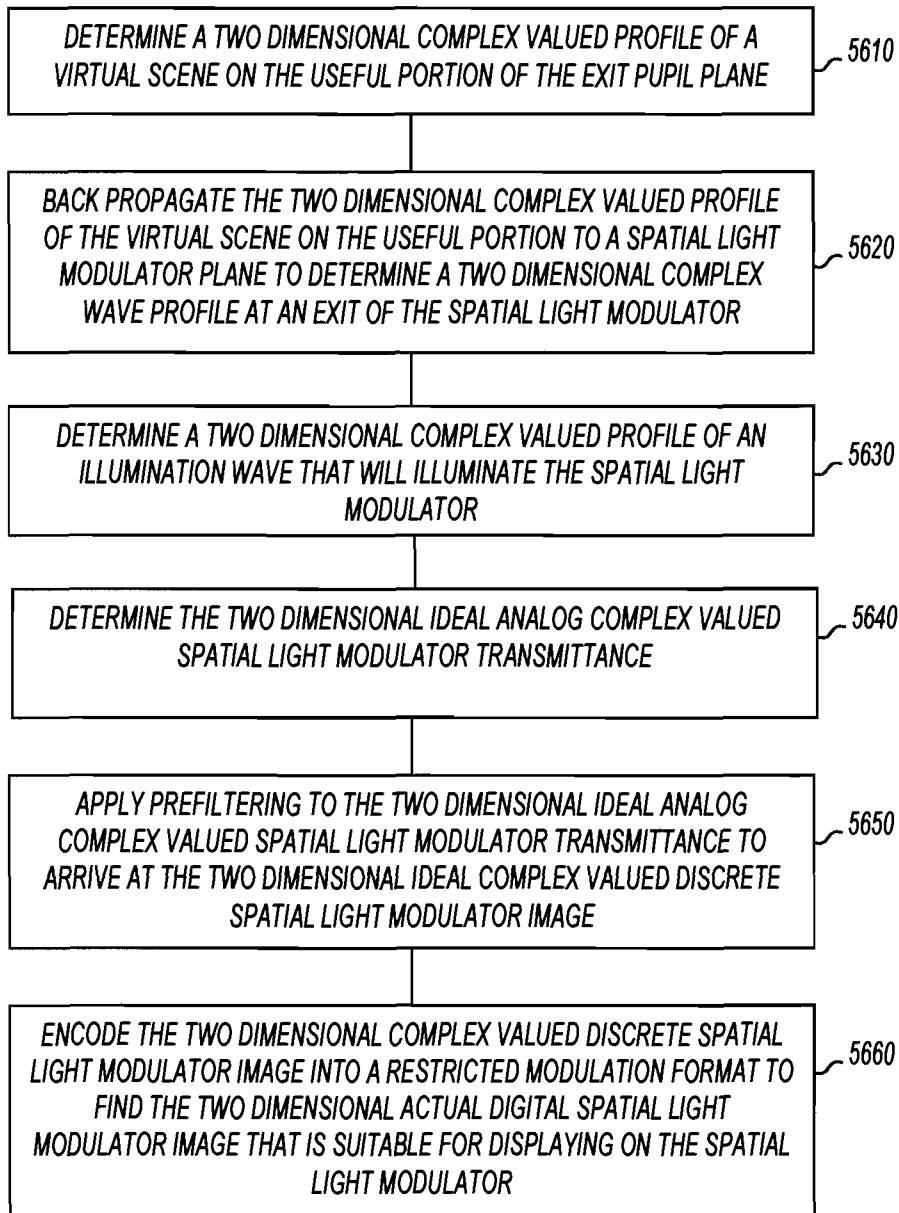 DETERMINE A TWO DIMENSIONAL COMPLEX VALUED PROFILE OF A
VIRTUAL SCENE ON THE USEFUL PORTION OF THE EXIT PUPIL PLANE
5610
BACK PROPAGATE THE TWO DIMENSIONAL COMPLEX VALUED PROFILE
OF THE VIRTUAL SCENE ON THE USEFUL PORTION TO A SPATIAL LIGHT
MODULATOR PLANE TO DETERMINE A TWO DIMENSIONAL COMPLEX
WAVE PROFILE AT AN EXIT OF THE SPATIAL LIGHT MODULATOR
5620
DETERMINE A TWO DIMENSIONAL COMPLEX VALUED PROFILE OF AN
ILLUMINATION WAVE THAT WILL ILLUMINATE THE SPATIAL LIGHT
MODULATOR
5630
DETERMINE THE TWO DIMENSIONAL IDEAL ANALOG COMPLEX VALUED
SPATIAL LIGHT MODULATOR TRANSMITTANCE
5640
APPLY PREFILTERING TO THE TWO DIMENSIONAL IDEAL ANALOG
COMPLEX VALUED SPATIAL LIGHT MODULATOR TRANSMITTANCE TO
ARRIVE AT THE TWO DIMENSIONAL IDEAL COMPLEX VALUED DISCRETE
SPATIAL LIGHT MODULATOR IMAGE
5650
ENCODE THE TWO DIMENSIONAL COMPLEX VALUED DISCRETE SPATIAL
LIGHT MODULATOR IMAGE INTO A RESTRICTED MODULATION FORMAT TO
FIND THE TWO DIMENSIONAL ACTUAL DIGITAL SPATIAL LIGHT
MODULATOR IMAGE THAT IS SUITABLE FOR DISPLAYING ON THE SPATIAL
LIGHT MODULATOR
5660